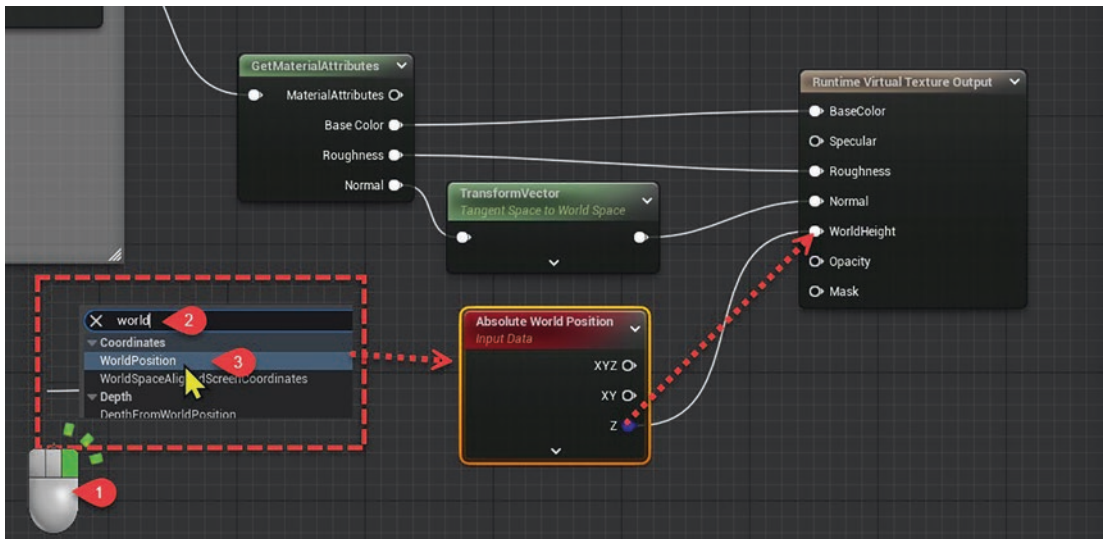 GetMaterialAttributes
MaterialAttributes
Base Color
Roughness
Normal
TransformVector
Tangent Space to World Space
Runtime Virtual Texture Output
BaseColor
Specular
Roughness
Normal
WorldHeight
Opacity
Mask
world
2
Coordinates
WorldPosition
3
WorldSpaceAlignedScreenCoordinates
Depth
DepthFromWorldPosition
1
Absolute World Position
Input Data
XYZ
XY
Z